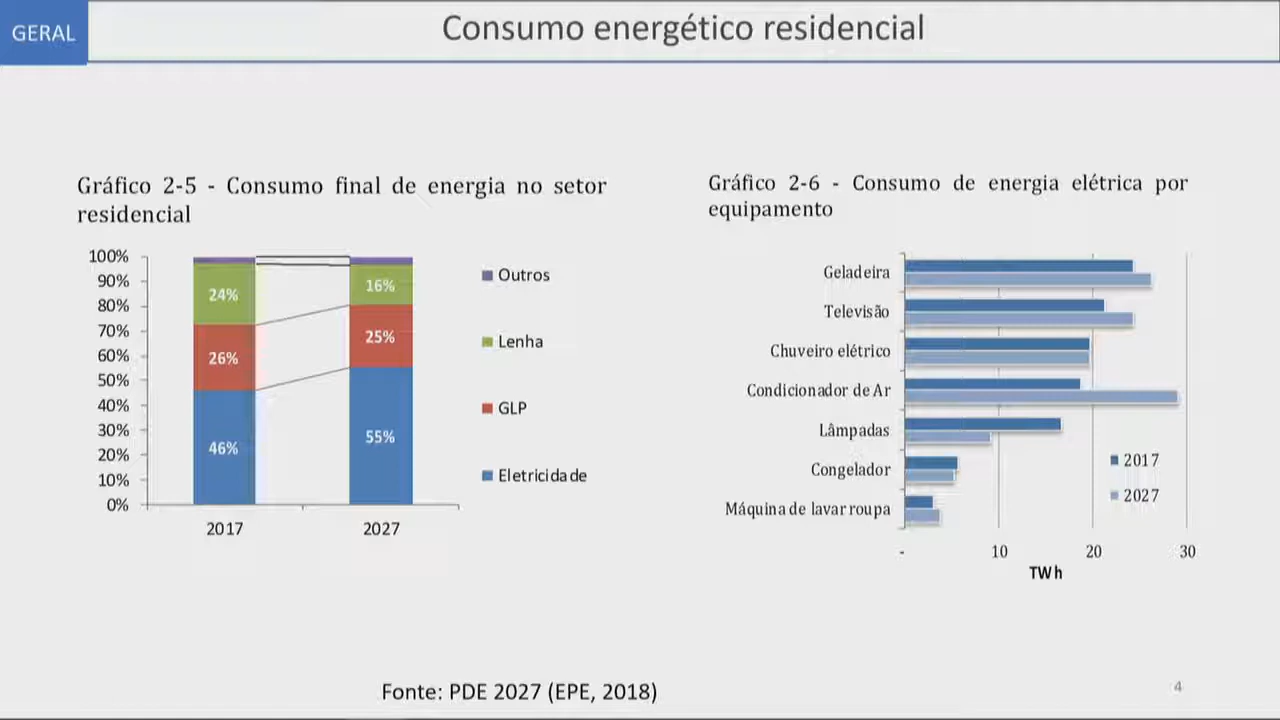 GERAL
Consumo energético residencial
Gráfico 2-5 - Consumo final de energia no setor
residencial
100%
90%
80%
70%
60%
50%
40%
30%
20%
10%
0%
24%
26%
46%
16%
25%
55%
2017
2027
Outros
Lenha
GLP
Eletricidade
Gráfico 2-6 - Consumo de energia elétrica por
equipamento
Geladeira
Televisão
Chuveiro elétrico
Condicionador de Ar
Lâmpadas
Congelador
Máquina de lavar roupa
2017
2027
- 10 20 30
TWh
Fonte: PDE 2027 (EPE, 2018)
4